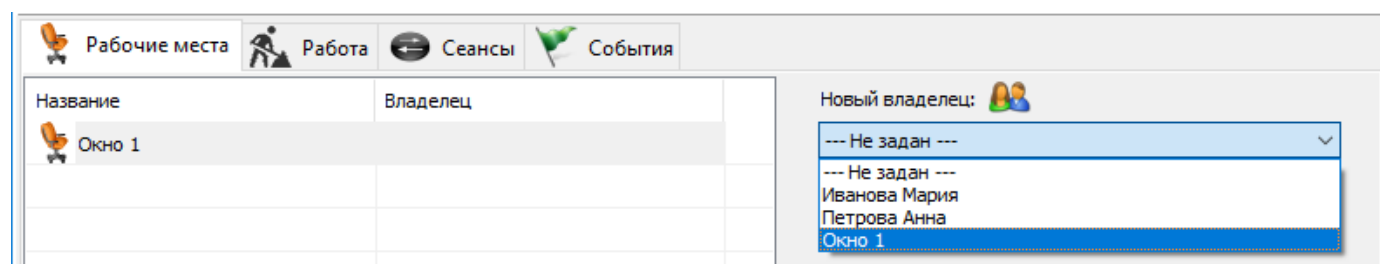 Рабочие места Работа Сеансы События
Название Владелец Новый владелец:
Окно 1 --- Не задан ---
--- Не задан ---
Иванова Мария
Петрова Анна
Окно 1